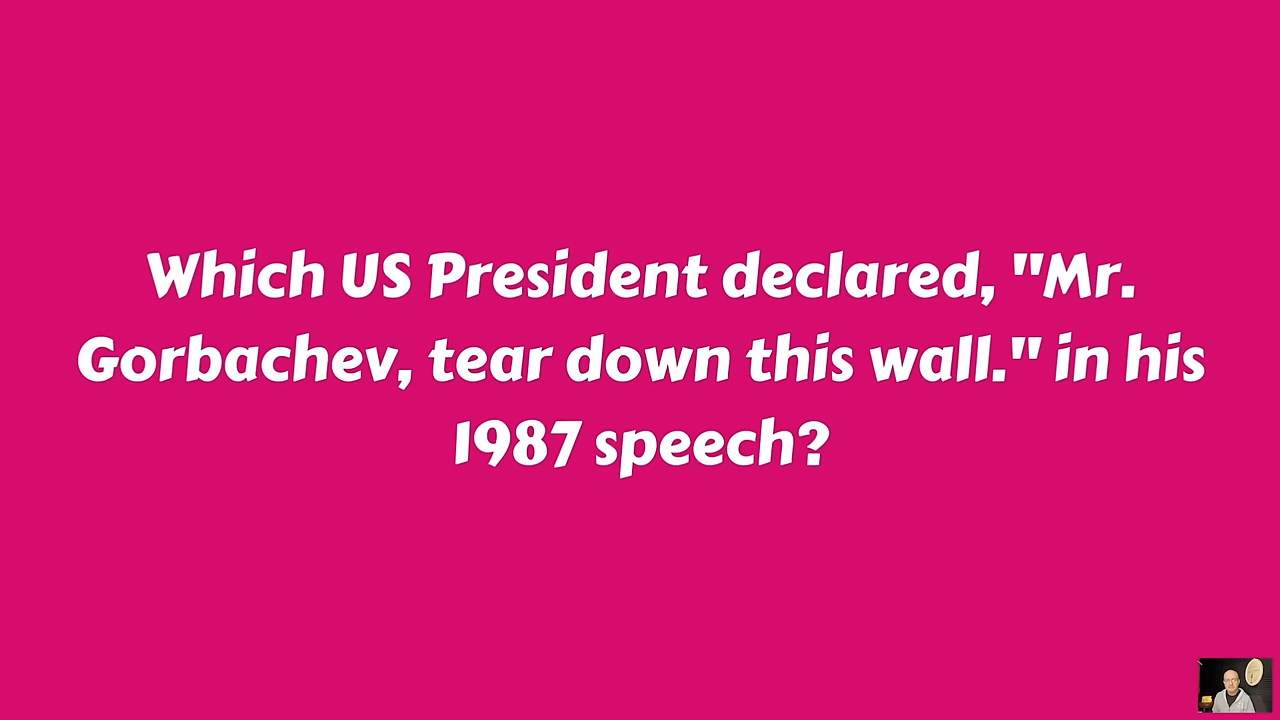 Which US President declared, "Mr.
Gorbachev, tear down this wall." in his
1987 speech?